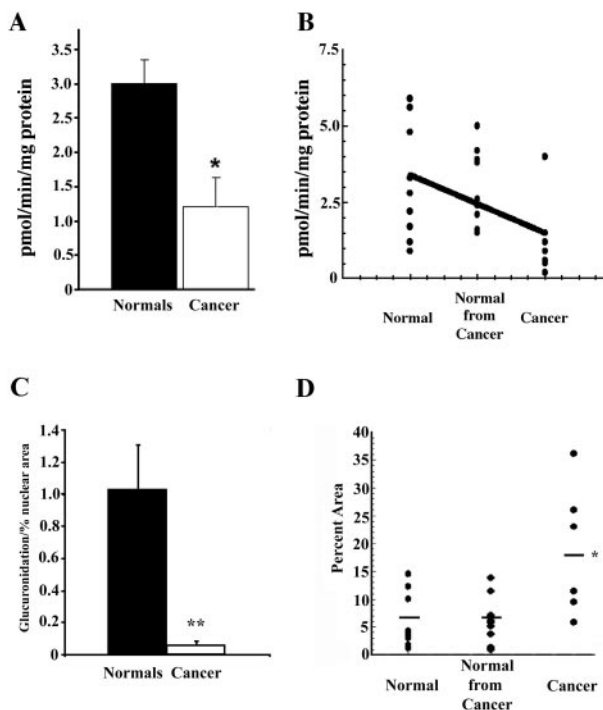 A
pmol/min/mg protein
3.5
3.0
2.5
2.0
1.5
1.0
0.5
0
*
Normals Cancer
B
pmol/min/mg protein
7.5
5.0
2.5
0
Normal
Normal
from
Cancer
Cancer
C
Glucuronidation/% nuclear area
1.4
1.2
1.0
0.8
0.6
0.4
0.2
0
**
Normals Cancer
D
Percent Area
40
35
30
25
20
15
10
5
0
*
Normal
Normal
from
Cancer
Cancer